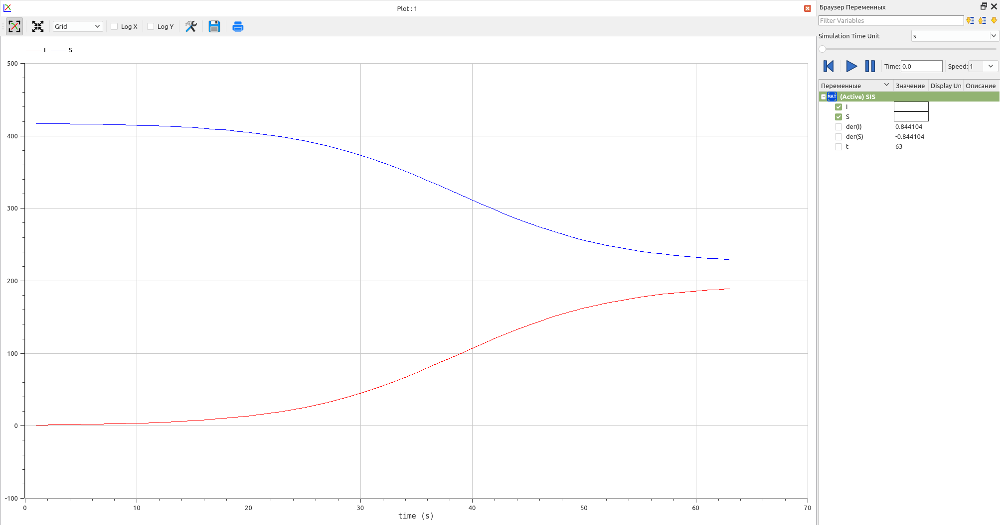 Plot : 1
Grid
Log X
Log Y
I S
500
400
300
200
100
0
-100
0 10 20 30 40 50 60 70
time (s)
Браузер Переменных
Filter Variables
Simulation Time Unit s
Time: 0.0 Speed: 1
Переменные Значение Display Un Описание
MAT (Active) SIS
I
S
der(I) 0.844104
der(S) -0.844104
t 63